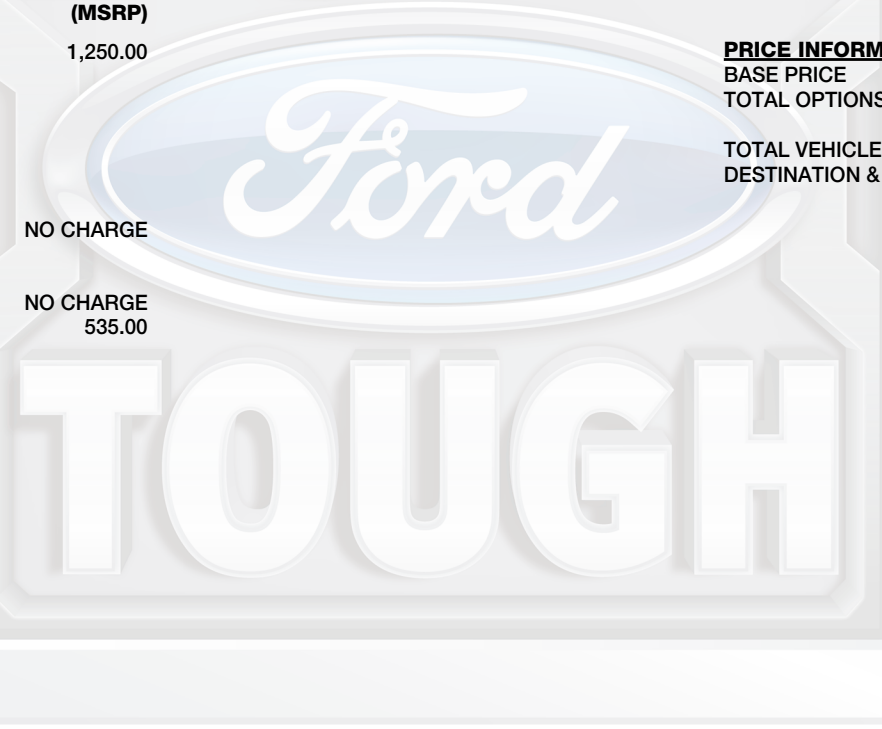 (MSRP)
1,250.00
NO CHARGE
NO CHARGE
535.00
PRICE INFORM
BASE PRICE
TOTAL OPTIONS
TOTAL VEHICLE
DESTINATION &
Ford
TOUGH